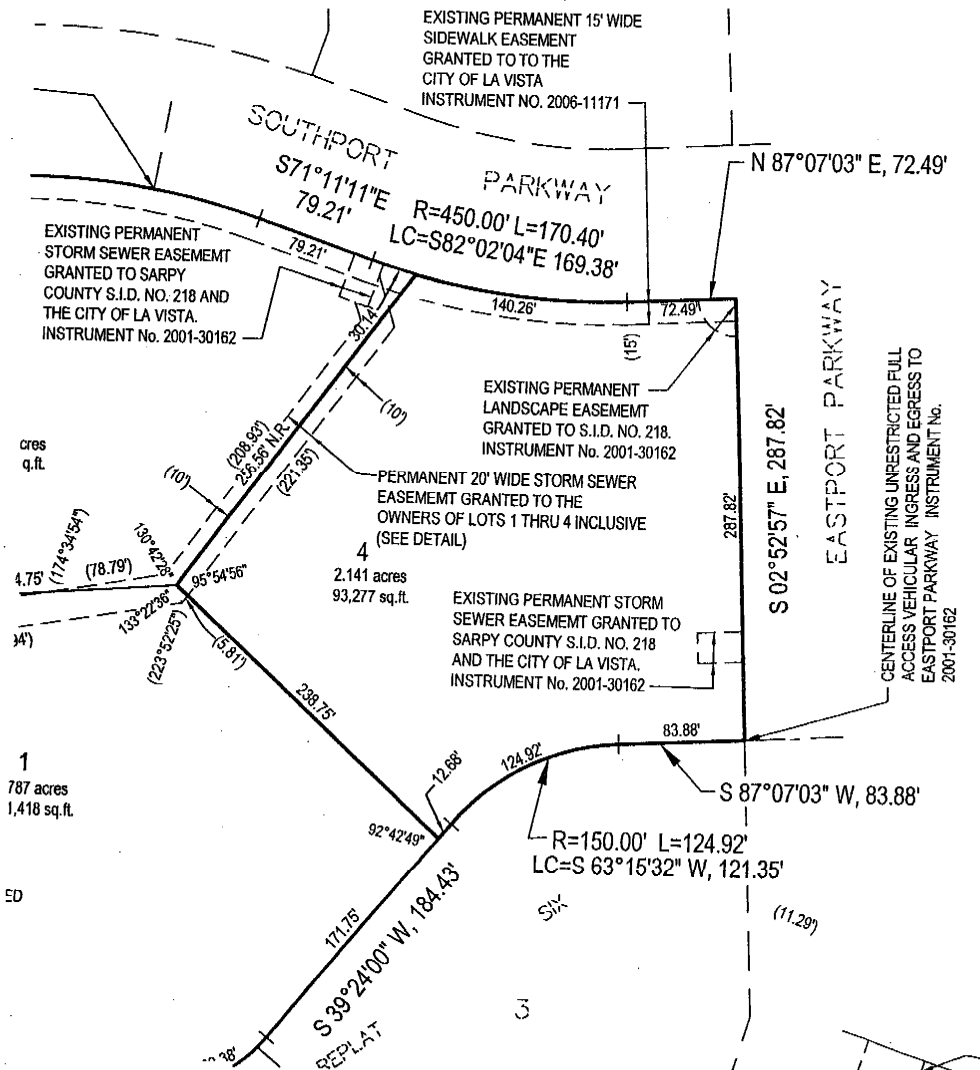 EXISTING PERMANENT 15' WIDE
SIDEWALK EASEMENT
GRANTED TO TO THE
CITY OF LA VISTA
INSTRUMENT NO. 2006-11171
SOUTHPORT
PARKWAY
S71°11'11"E
79.21'
R=450.00' L=170.40'
LC=S82°02'04"E 169.38'
N 87°07'03" E, 72.49'
EXISTING PERMANENT
STORM SEWER EASEMEMT
GRANTED TO SARPY
COUNTY S.I.D. NO. 218 AND
THE CITY OF LA VISTA.
INSTRUMENT No. 2001-30162
79.21'
30.14'
140.26'
72.49'
(15')
(10')
EXISTING PERMANENT
LANDSCAPE EASEMEMT
GRANTED TO S.I.D. NO. 218.
INSTRUMENT No. 2001-30162
EASTPORT PARKWAY
S 02°52'57" E, 287.82'
287.82'
CENTERLINE OF EXISTING UNRESTRICTED FULL
ACCESS VEHICULAR INGRESS AND EGRESS TO
EASTPORT PARKWAY INSTRUMENT No.
2001-30162
cres
q.ft.
(208.93')
256.56' N.R.
(221.35')
(10')
PERMANENT 20' WIDE STORM SEWER
EASEMEMT GRANTED TO THE
OWNERS OF LOTS 1 THRU 4 INCLUSIVE
(SEE DETAIL)
4
2.141 acres
93,277 sq.ft.
4.75'
(174°34'54")
(78.79')
130°42'28"
95°54'56"
133°22'36"
(223°52'25")
(5.81')
94')
EXISTING PERMANENT STORM
SEWER EASEMEMT GRANTED TO
SARPY COUNTY S.I.D. NO. 218
AND THE CITY OF LA VISTA.
INSTRUMENT No. 2001-30162
238.75'
83.88'
124.92'
12.68'
S 87°07'03" W, 83.88'
1
787 acres
1,418 sq.ft.
92°42'49"
R=150.00' L=124.92'
LC=S 63°15'32" W, 121.35'
ED
171.75'
S 39°24'00" W, 184.43'
SIX
(11.29')
3
REPLAT